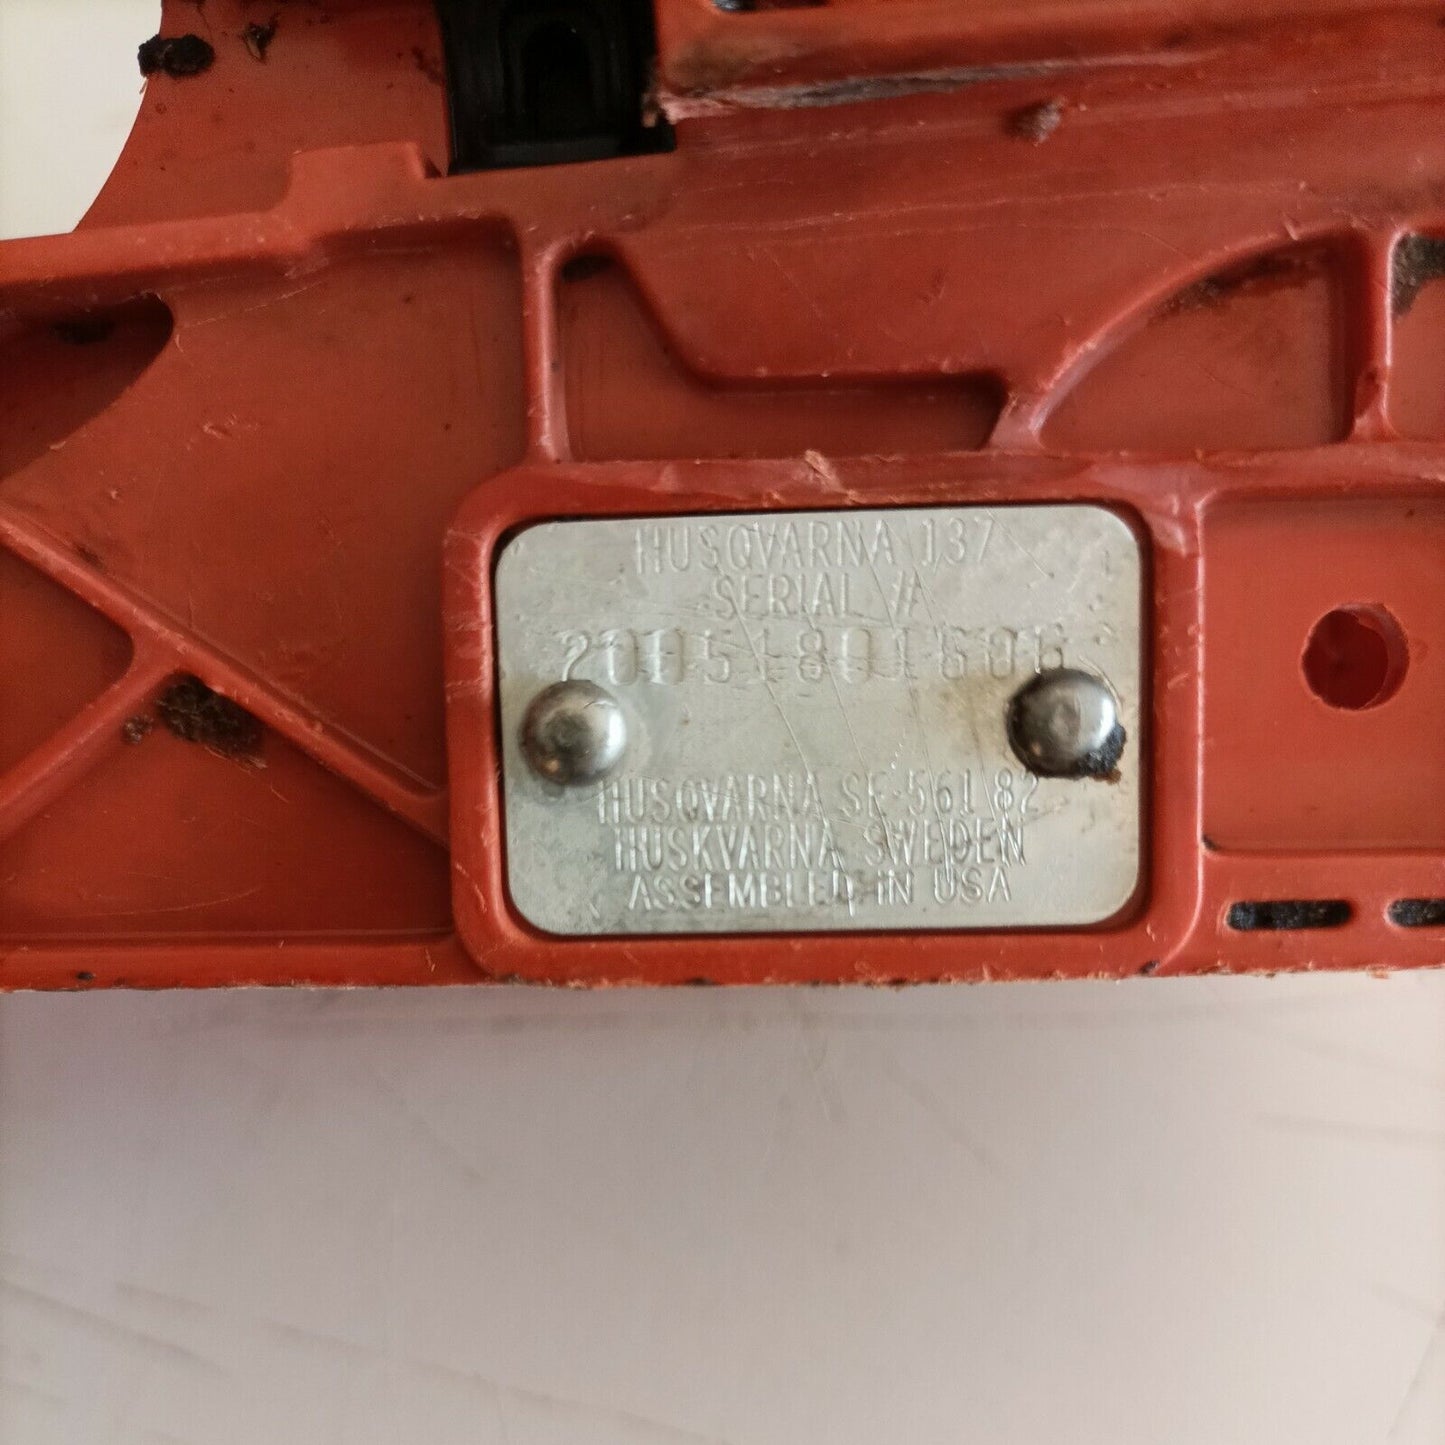 HUSQVARNA 137
SERIAL #
HUSQVARNA SE-561 82
HUSKVARNA SWEDEN
ASSEMBLED IN USA